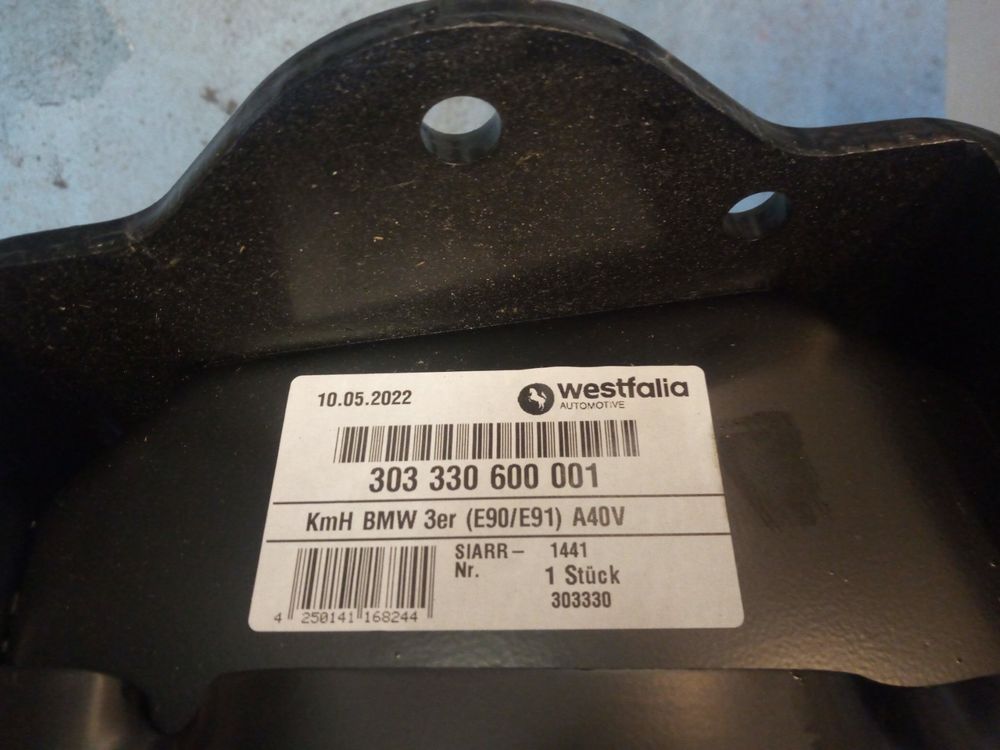 10.05.2022
westfalia
AUTOMOTIVE
303 330 600 001
KmH BMW 3er (E90/E91) A40V
SIARR- 1441
Nr. 1 Stück
303330
4 250141 168244